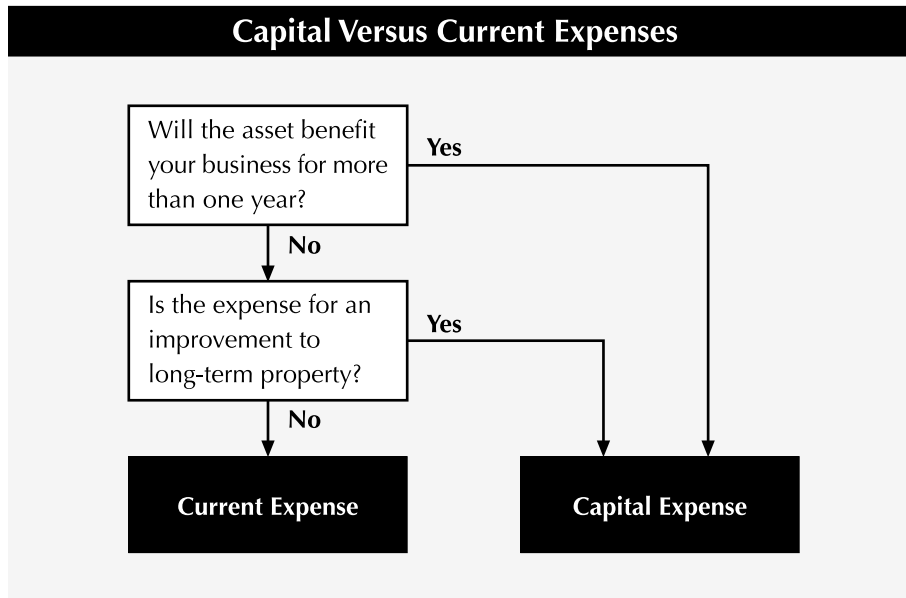 Capital Versus Current Expenses
Will the asset benefit
your business for more
than one year?
Yes
No
Is the expense for an
improvement to
long-term property?
Yes
No
Current Expense
Capital Expense